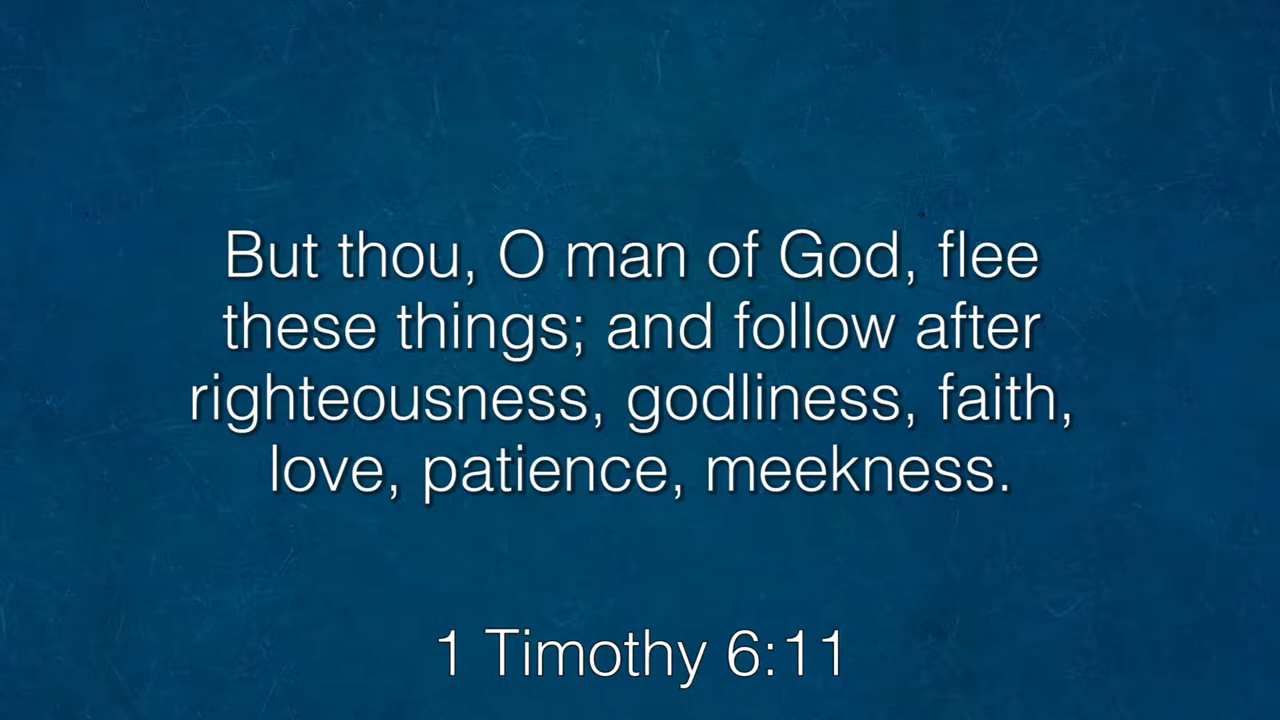 But thou, O man of God, flee
these things; and follow after
righteousness, godliness, faith,
love, patience, meekness.
1 Timothy 6:11